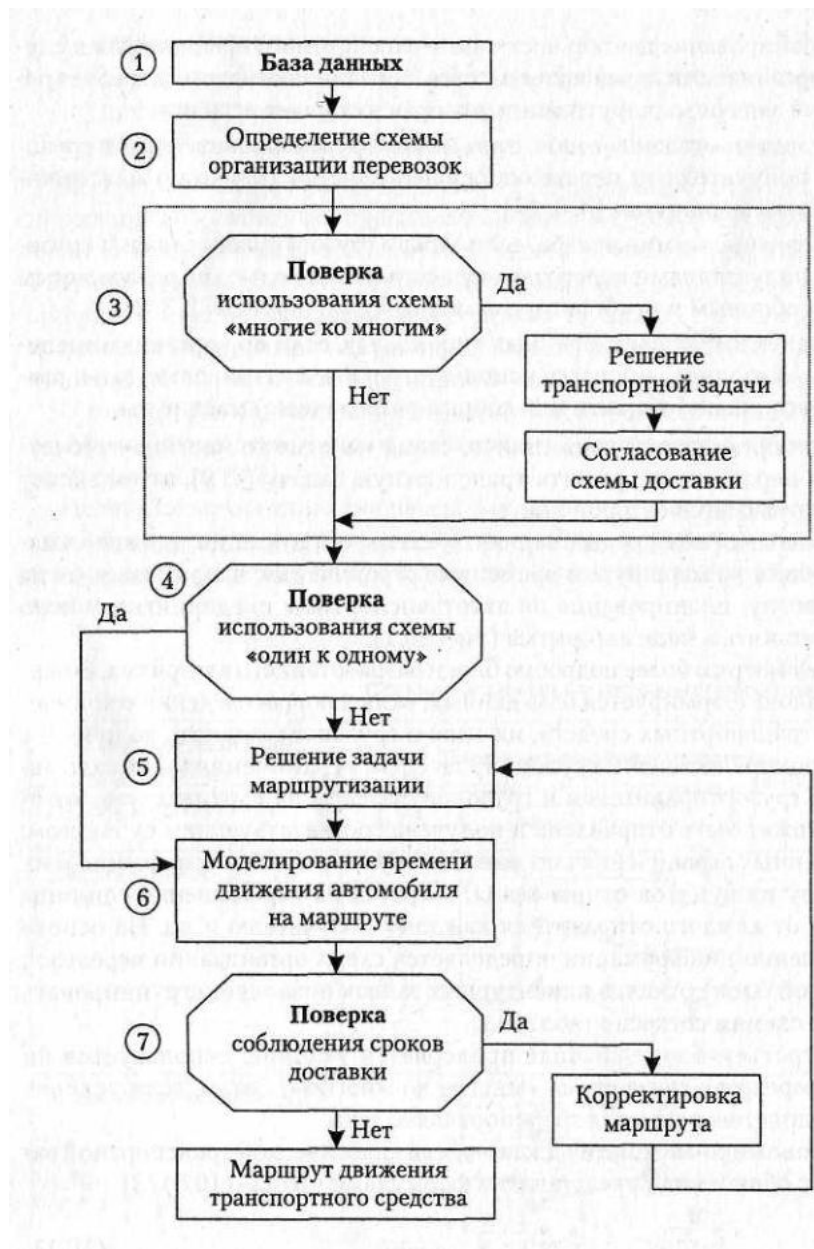 1
База данных
2
Определение схемы
организации перевозок
3
Поверка
использования схемы
«многие ко многим»
Да
Решение
транспортной задачи
Нет
Согласование
схемы доставки
4
Поверка
использования схемы
«один к одному»
Да
Нет
5
Решение задачи
маршрутизации
6
Моделирование времени
движения автомобиля
на маршруте
7
Поверка
соблюдения сроков
доставки
Да
Корректировка
маршрута
Нет
Маршрут движения
транспортного средства